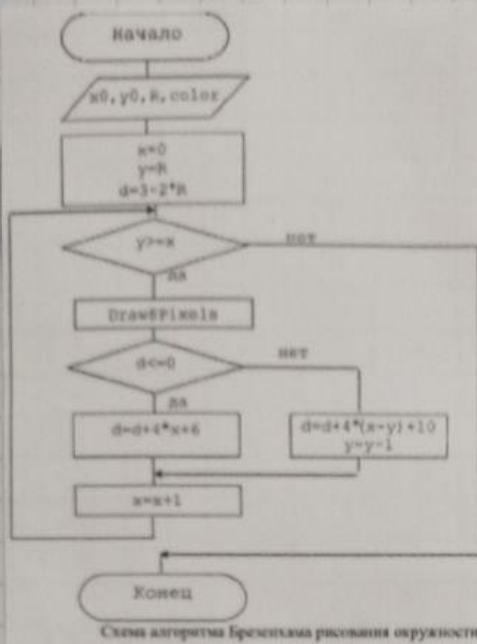 Начало
x0,y0,R,color
x=0
y=R
d=3-2*R
y>=x
нет
да
Draw8Pixels
d<=0
нет
да
d=d+4*x+6
d=d+4*(x-y)+10
y=y-1
x=x+1
Конец
Схема алгоритма Брезенхама рисования окружности